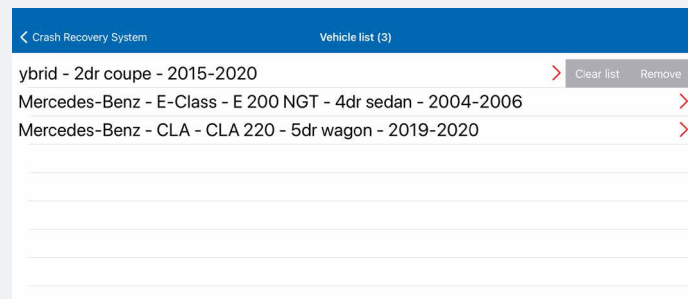 Crash Recovery System Vehicle list (3)
ybrid - 2dr coupe - 2015-2020 Clear list Remove
Mercedes-Benz - E-Class - E 200 NGT - 4dr sedan - 2004-2006
Mercedes-Benz - CLA - CLA 220 - 5dr wagon - 2019-2020